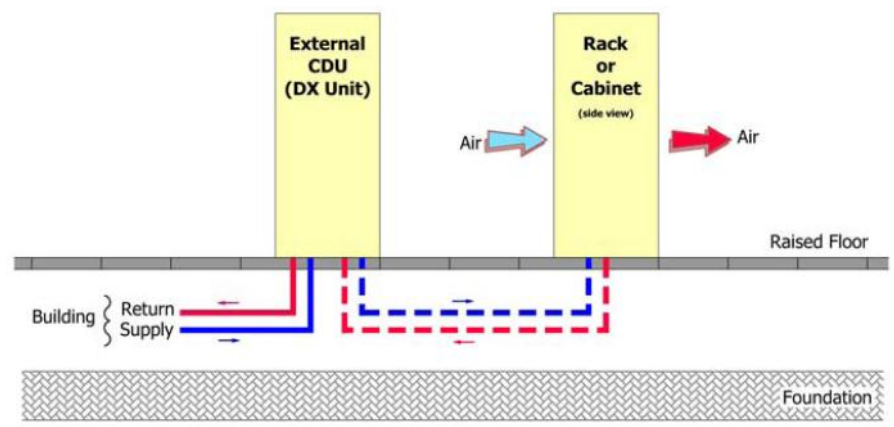 External
CDU
(DX Unit)
Rack
or
Cabinet
(side view)
Air
Air
Raised Floor
Building
Return
Supply
Foundation